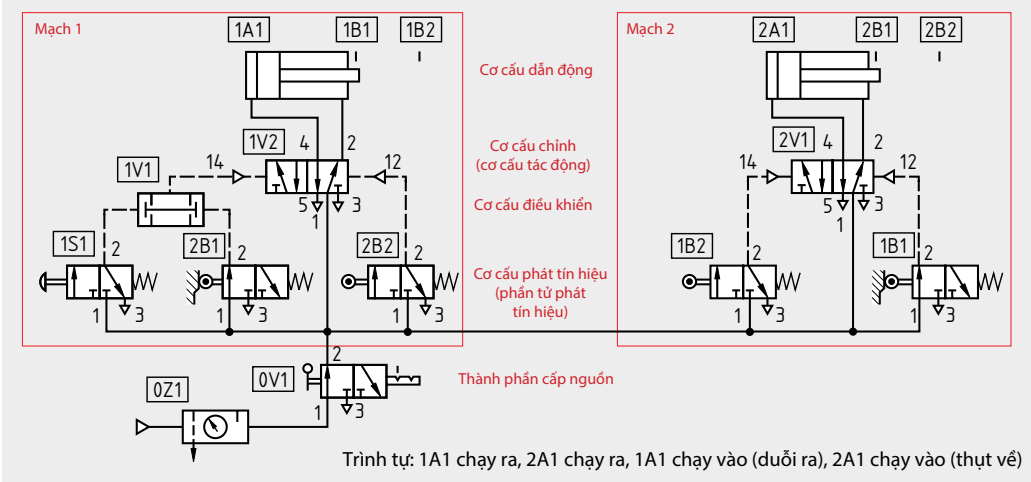 Mạch 1
1A1
1B1
1B2
Mạch 2
2A1
2B1
2B2
Cơ cấu dẫn động
1V2
4
2
Cơ cấu chỉnh
(cơ cấu tác động)
2V1
4
2
1V1
14
12
14
12
5
1
3
Cơ cấu điều khiển
5
1
3
1S1
2
2B1
2
2B2
2
Cơ cấu phát tín hiệu
(phần tử phát
tín hiệu)
1B2
2
1B1
2
1
3
1
3
1
3
1
3
1
3
2
0V1
Thành phần cấp nguồn
0Z1
1
3
Trình tự: 1A1 chạy ra, 2A1 chạy ra, 1A1 chạy vào (duỗi ra), 2A1 chạy vào (thụt về)